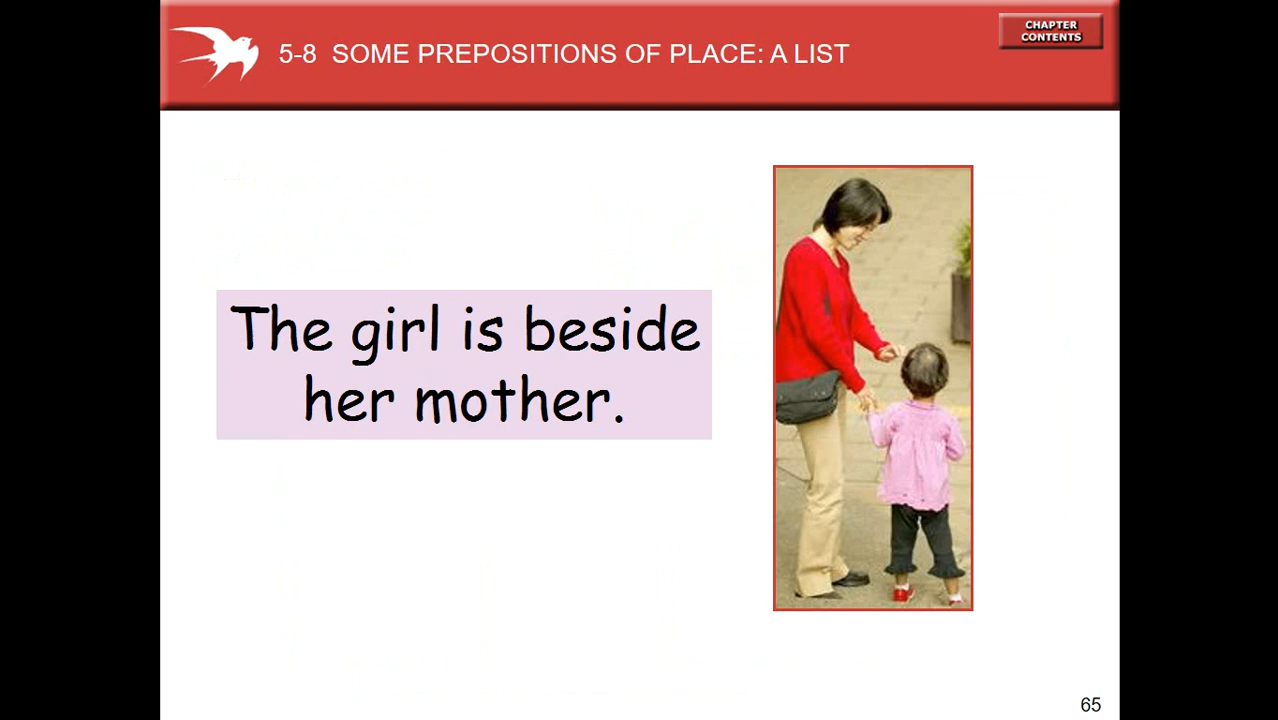 5-8 SOME PREPOSITIONS OF PLACE: A LIST
CHAPTER
CONTENTS
The girl is beside
her mother.
65